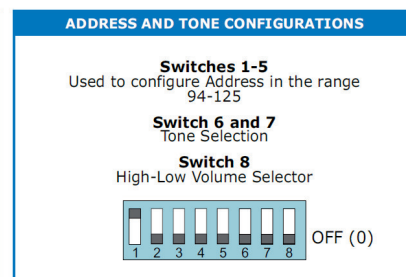 ADDRESS AND TONE CONFIGURATIONS
Switches 1-5
Used to configure Address in the range
94-125
Switch 6 and 7
Tone Selection
Switch 8
High-Low Volume Selector
OFF (0)
1 2 3 4 5 6 7 8